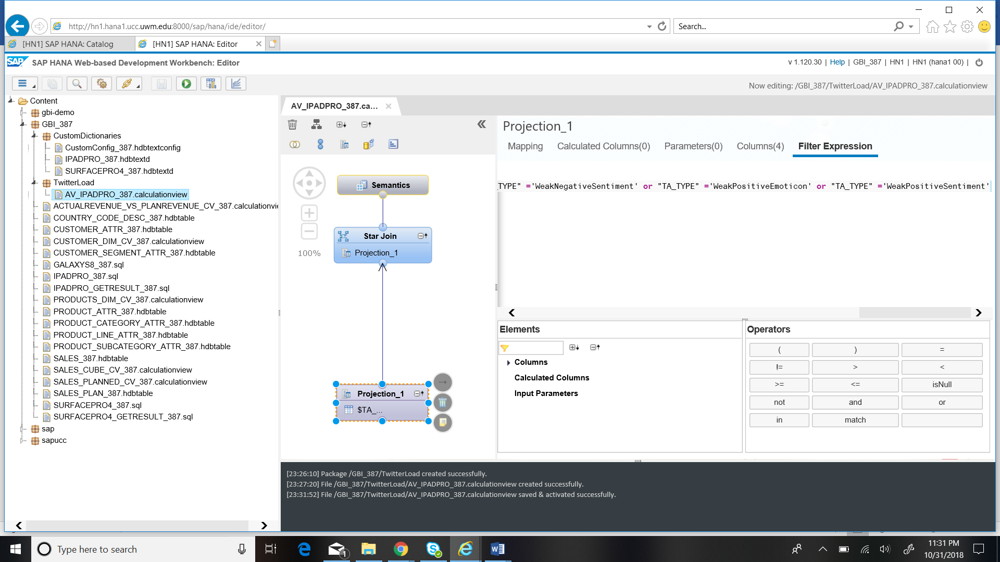 http://hn1.hana1.ucc.uwm.edu:8000/sap/hana/ide/editor/
Search...
[HN1] SAP HANA: Catalog
[HN1] SAP HANA: Editor
SAP
SAP HANA Web-based Development Workbench: Editor
v 1.120.30 | Help | GBI_387 | HN1 | HN1 (hana1 00) |
Now editing: /GBI_387/TwitterLoad/AV_IPADPRO_387.calculationview
Content
gbi-demo
GBI_387
CustomDictionaries
CustomConfig_387.hdbtextconfig
IPADPRO_387.hdbtextd
SURFACEPRO4_387.hdbtextd
TwitterLoad
AV_IPADPRO_387.calculationview
ACTUALREVENUE_VS_PLANREVENUE_CV_387.calculationvi
COUNTRY_CODE_DESC_387.hdbtable
CUSTOMER_ATTR_387.hdbtable
CUSTOMER_DIM_CV_387.calculationview
CUSTOMER_SEGMENT_ATTR_387.hdbtable
GALAXYS8_387.sql
IPADPRO_387.sql
IPADPRO_GETRESULT_387.sql
PRODUCTS_DIM_CV_387.calculationview
PRODUCT_ATTR_387.hdbtable
PRODUCT_CATEGORY_ATTR_387.hdbtable
PRODUCT_LINE_ATTR_387.hdbtable
PRODUCT_SUBCATEGORY_ATTR_387.hdbtable
SALES_387.hdbtable
SALES_CUBE_CV_387.calculationview
SALES_PLANNED_CV_387.calculationview
SALES_PLAN_387.hdbtable
SURFACEPRO4_387.sql
SURFACEPRO4_GETRESULT_387.sql
sap
sapucc
AV_IPADPRO_387.ca...
100%
Semantics
Star Join
Projection_1
Projection_1
$TA_...
Projection_1
Mapping
Calculated Columns(0)
Parameters(0)
Columns(4)
Filter Expression
_TYPE" ='WeakNegativeSentiment' or "TA_TYPE" ='WeakPositiveEmoticon' or "TA_TYPE" ='WeakPositiveSentiment'
Elements
Columns
Calculated Columns
Input Parameters
Operators
( ) =
!= > <
>= <= isNull
not and or
in match
[23:26:10] Package /GBI_387/TwitterLoad created successfully.
[23:27:20] File /GBI_387/TwitterLoad/AV_IPADPRO_387.calculationview created successfully.
[23:31:52] File /GBI_387/TwitterLoad/AV_IPADPRO_387.calculationview saved & activated successfully.
Type here to search
1
11:31 PM
10/31/2018